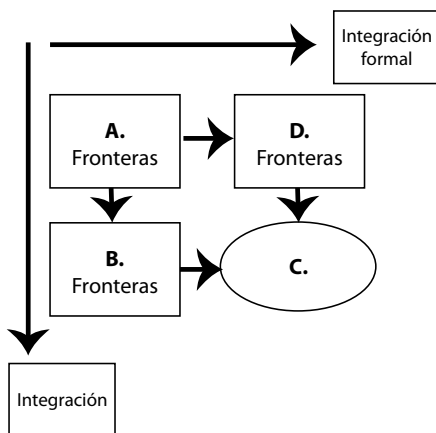 Integración
formal
A.
Fronteras
D.
Fronteras
B.
Fronteras
C.
Integración